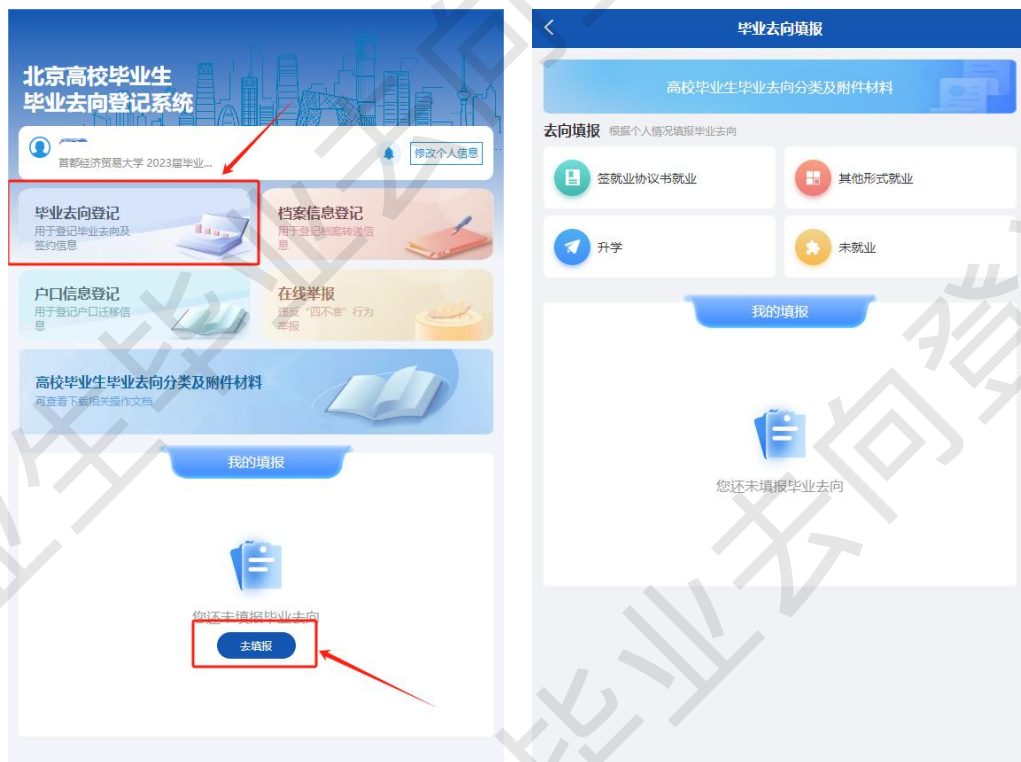 北京高校毕业生
毕业去向登记系统
首都经济贸易大学 2023届毕业...
修改个人信息
毕业去向登记
用于登记毕业去向及
签约信息
档案信息登记
用于登记档案转递信
息
户口信息登记
用于登记户口迁移信
息
在线举报
违反“四不准”行为
举报
高校毕业生毕业去向分类及附件材料
可查看下载相关操作文档
我的填报
您还未填报毕业去向
去填报
毕业去向填报
高校毕业生毕业去向分类及附件材料
去向填报 根据个人情况填报毕业去向
签就业协议书就业
其他形式就业
升学
未就业
我的填报
您还未填报毕业去向